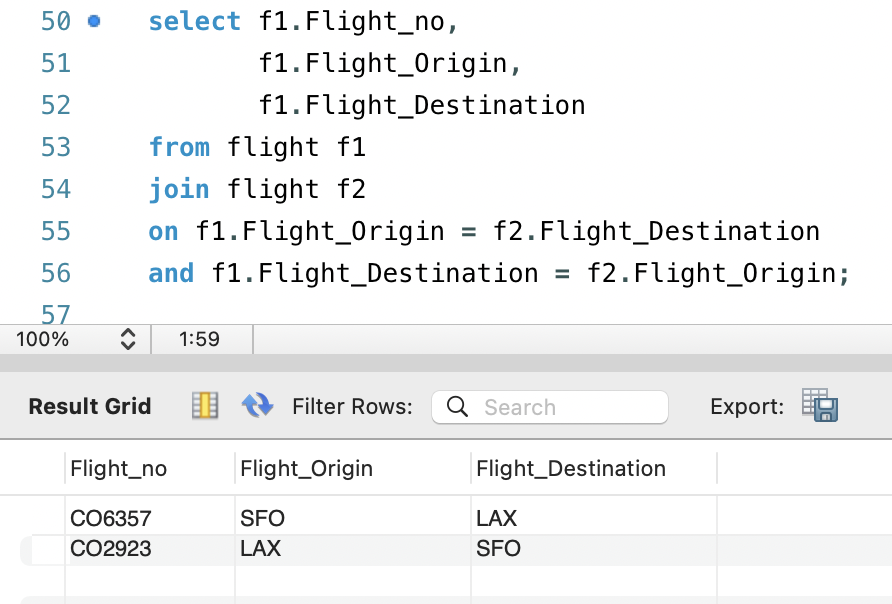 50 select f1.Flight_no,
51 f1.Flight_Origin,
52 f1.Flight_Destination
53 from flight f1
54 join flight f2
55 on f1.Flight_Origin = f2.Flight_Destination
56 and f1.Flight_Destination = f2.Flight_Origin;
57
100% 1:59
Result Grid Filter Rows: Search Export:
Flight_no Flight_Origin Flight_Destination
CO6357 SFO LAX
CO2923 LAX SFO